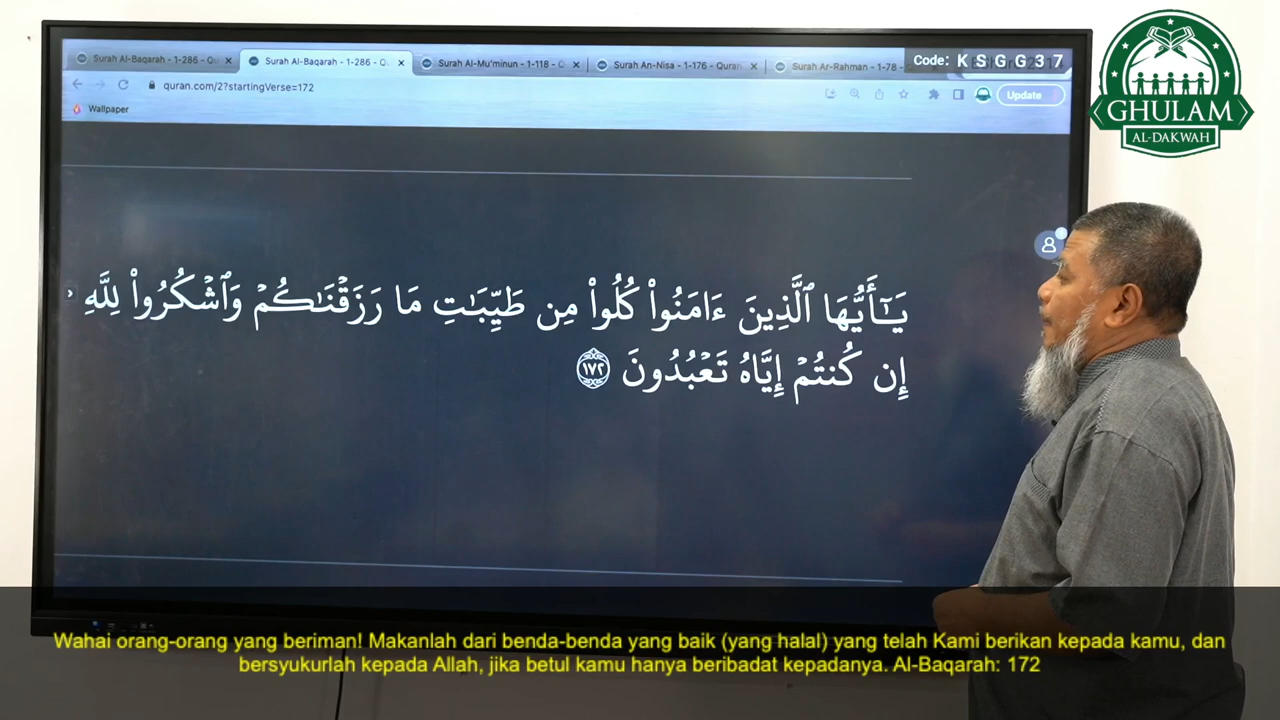 Surah Al-Baqarah - 1-286 - Qu
Surah Al-Baqarah - 1-286 - Q
Surah Al-Mu'minun - 1-118 - Q
Surah An-Nisa - 1-176 - Quran
Surah Ar-Rahman - 1-78 -
Code: KSGG37
quran.com/2?startingVerse=172
Update
Wallpaper
GHULAM
AL-DAKWAH
يَـٰٓأَيُّهَا ٱلَّذِينَ ءَامَنُوا۟ كُلُوا۟ مِن طَيِّبَـٰتِ مَا رَزَقْنَـٰكُمْ وَٱشْكُرُوا۟ لِلَّهِ
إِن كُنتُمْ إِيَّاهُ تَعْبُدُونَ ١٧٢
Wahai orang-orang yang beriman! Makanlah dari benda-benda yang baik (yang halal) yang telah Kami berikan kepada kamu, dan
bersyukurlah kepada Allah, jika betul kamu hanya beribadat kepadanya. Al-Baqarah: 172